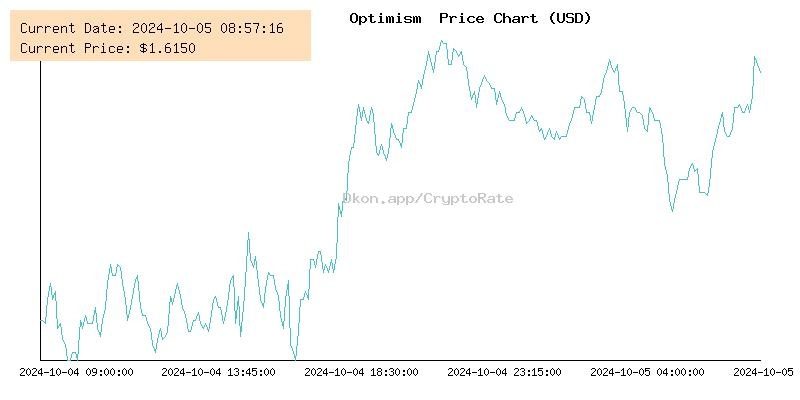 Optimism  Price Chart (USD)
Current Date: 2024-10-05 08:57:16
Current Price: $1.6150
Dkon.app/CryptoRate
2024-10-04 09:00:00 2024-10-04 13:45:00 2024-10-04 18:30:00 2024-10-04 23:15:00 2024-10-05 04:00:00 2024-10-05